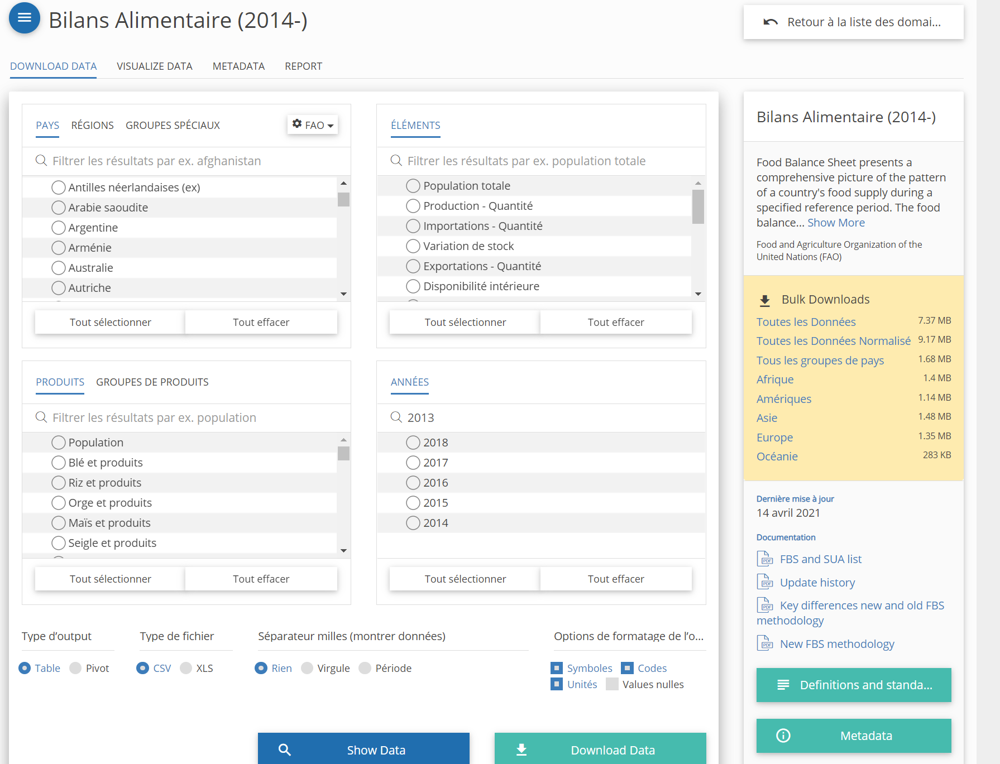 Bilans Alimentaire (2014-)
Retour à la liste des domai...
DOWNLOAD DATA
VISUALIZE DATA
METADATA
REPORT
PAYS
RÉGIONS
GROUPES SPÉCIAUX
FAO
Filtrer les résultats par ex. afghanistan
Antilles néerlandaises (ex)
Arabie saoudite
Argentine
Arménie
Australie
Autriche
Tout sélectionner
Tout effacer
ÉLÉMENTS
Filtrer les résultats par ex. population totale
Population totale
Production - Quantité
Importations - Quantité
Variation de stock
Exportations - Quantité
Disponibilité intérieure
Tout sélectionner
Tout effacer
PRODUITS
GROUPES DE PRODUITS
Filtrer les résultats par ex. population
Population
Blé et produits
Riz et produits
Orge et produits
Maïs et produits
Seigle et produits
Tout sélectionner
Tout effacer
ANNÉES
2013
2018
2017
2016
2015
2014
Tout sélectionner
Tout effacer
Type d’output
Table
Pivot
Type de fichier
CSV
XLS
Séparateur milles (montrer données)
Rien
Virgule
Période
Options de formatage de l’o...
Symboles
Codes
Unités
Values nulles
Show Data
Download Data
Bilans Alimentaire (2014-)
Food Balance Sheet presents a
comprehensive picture of the pattern
of a country's food supply during a
specified reference period. The food
balance... Show More
Food and Agriculture Organization of the
United Nations (FAO)
Bulk Downloads
Toutes les Données 7.37 MB
Toutes les Données Normalisé 9.17 MB
Tous les groupes de pays 1.68 MB
Afrique 1.4 MB
Amériques 1.14 MB
Asie 1.48 MB
Europe 1.35 MB
Océanie 283 KB
Dernière mise à jour
14 avril 2021
Documentation
PDF FBS and SUA list
PDF Update history
PDF Key differences new and old FBS
methodology
PDF New FBS methodology
Definitions and standa...
Metadata